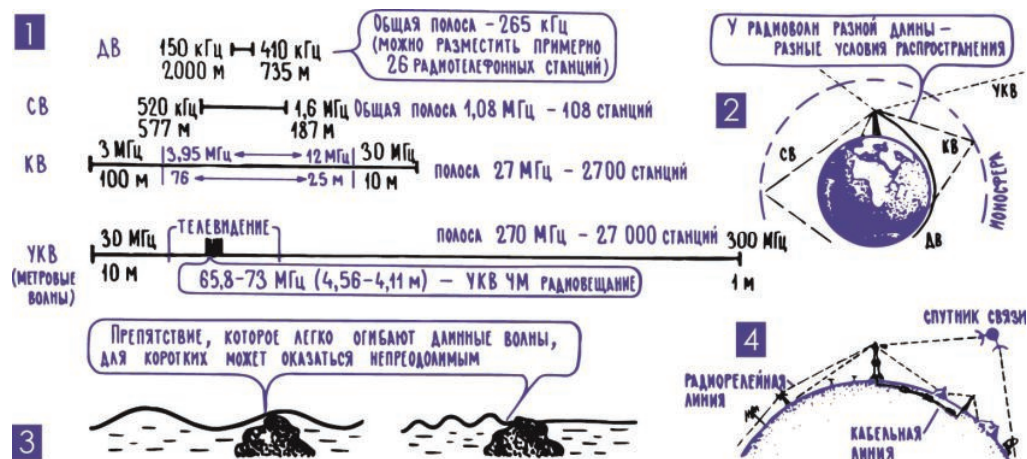 1
ДВ
150 кГц 410 кГц
2000 м 735 м
Общая полоса – 265 кГц
(можно разместить примерно
26 радиотелефонных станций)
СВ
520 кГц 1,6 МГц
577 м 187 м
Общая полоса 1,08 МГц – 108 станций
КВ
3 МГц 3,95 МГц 12 МГц 30 МГц
100 м 76 25 м 10 м
полоса 27 МГц – 2700 станций
УКВ
(метровые
волны)
30 МГц
10 м
телевидение
полоса 270 МГц – 27 000 станций
300 МГц
1 м
65,8–73 МГц (4,56–4,11 м) – УКВ ЧМ радиовещание
2
У радиоволн разной длины –
разные условия распространения
УКВ
СВ
КВ
ДВ
ионосфера
3
Препятствие, которое легко огибают длинные волны,
для коротких может оказаться непреодолимым
4
спутник связи
радиорелейная
линия
кабельная
линия